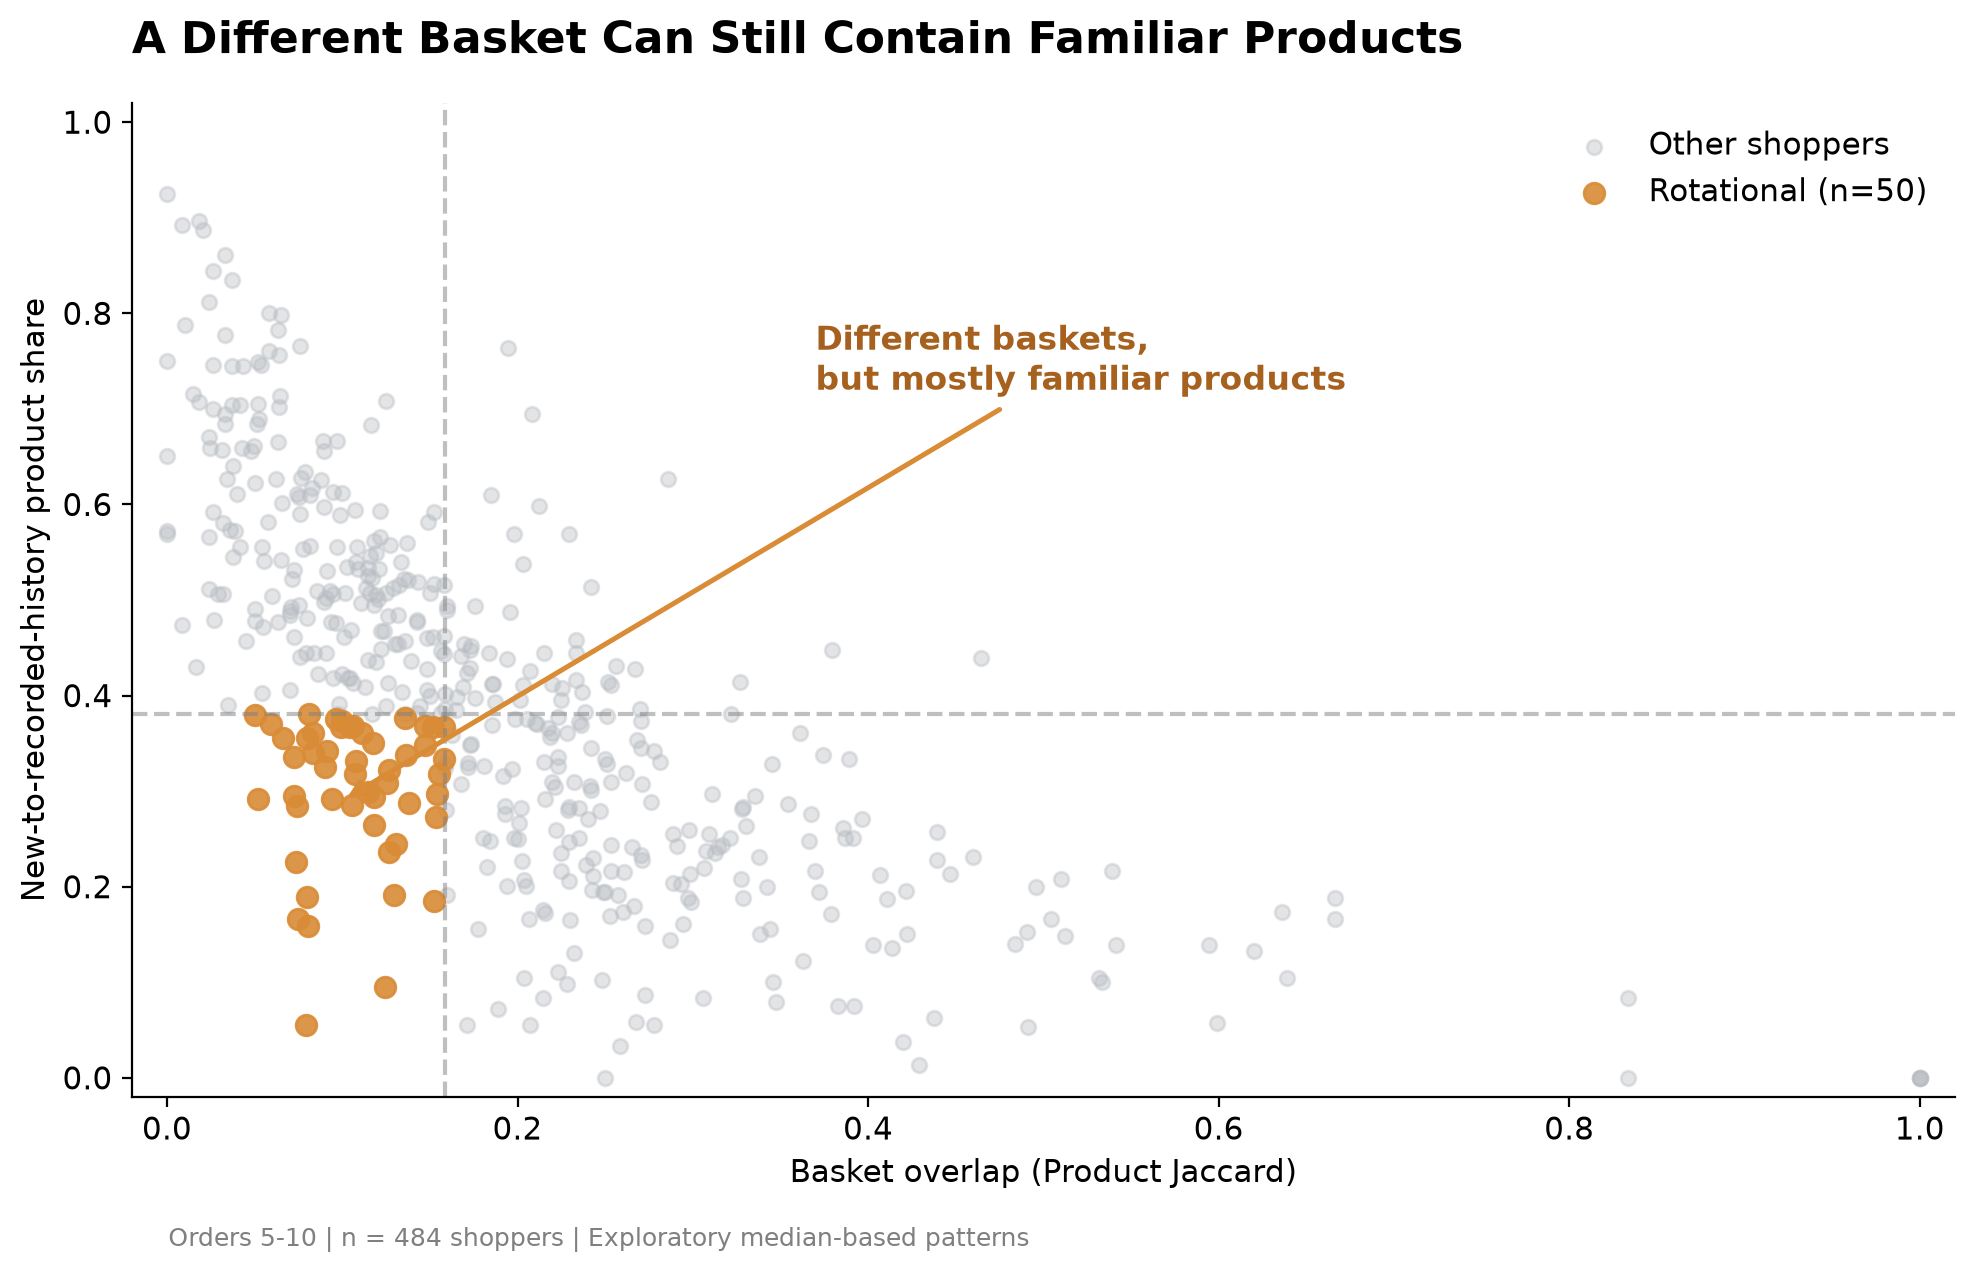 A Different Basket Can Still Contain Familiar Products
1.0
0.8
0.6
0.4
0.2
0.0
New-to-recorded-history product share
Other shoppers
Rotational (n=50)
Different baskets,
but mostly familiar products
0.0
0.2
0.4
0.6
0.8
1.0
Basket overlap (Product Jaccard)
Orders 5-10 | n = 484 shoppers | Exploratory median-based patterns